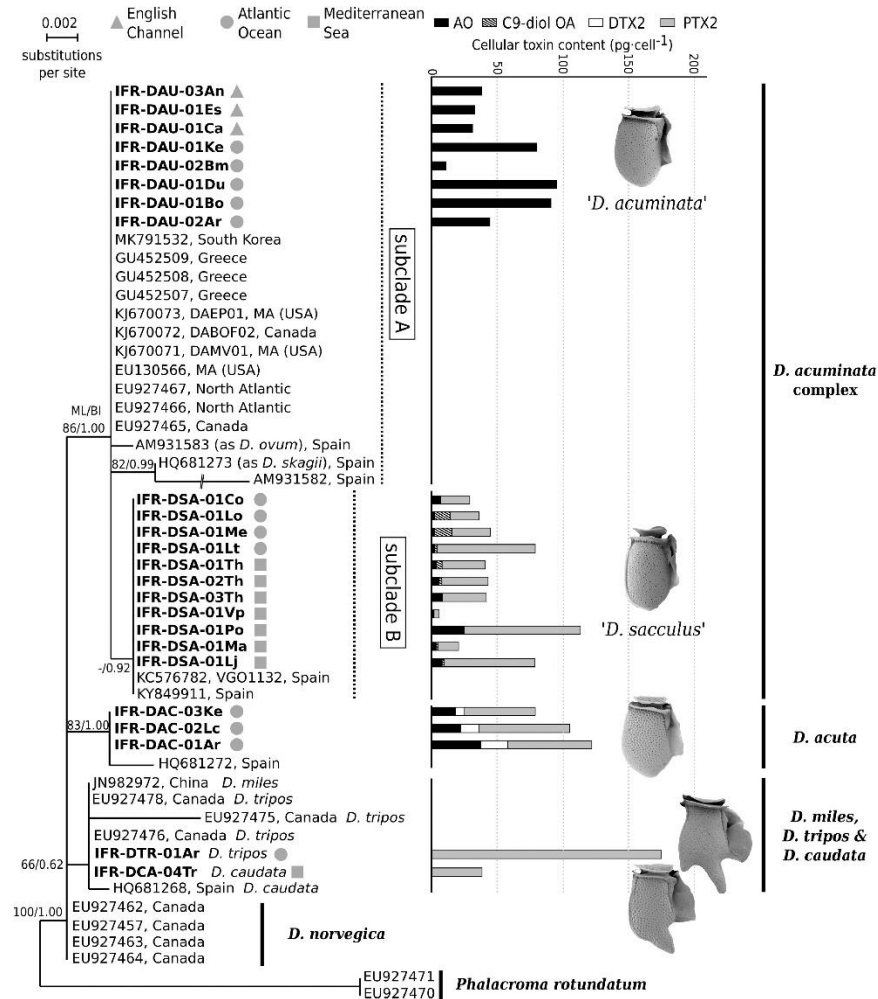 0.002
substitutions
per site
English
Channel
Atlantic
Ocean
Mediterranean
Sea
AO
C9-diol OA
DTX2
PTX2
Cellular toxin content (pg·cell-1)
0
50
100
150
200
IFR-DAU-03An
IFR-DAU-01Es
IFR-DAU-01Ca
IFR-DAU-01Ke
IFR-DAU-02Bm
IFR-DAU-01Du
IFR-DAU-01Bo
IFR-DAU-02Ar
MK791532, South Korea
GU452509, Greece
GU452508, Greece
GU452507, Greece
KJ670073, DAEP01, MA (USA)
KJ670072, DABOF02, Canada
KJ670071, DAMV01, MA (USA)
EU130566, MA (USA)
EU927467, North Atlantic
EU927466, North Atlantic
EU927465, Canada
AM931583 (as D. ovum), Spain
HQ681273 (as D. skagii), Spain
AM931582, Spain
ML/BI
86/1.00
82/0.99
subclade A
'D. acuminata'
D. acuminata
complex
IFR-DSA-01Co
IFR-DSA-01Lo
IFR-DSA-01Me
IFR-DSA-01Lt
IFR-DSA-01Th
IFR-DSA-02Th
IFR-DSA-03Th
IFR-DSA-01Vp
IFR-DSA-01Po
IFR-DSA-01Ma
IFR-DSA-01Lj
KC576782, VGO1132, Spain
KY849911, Spain
-/0.92
subclade B
'D. sacculus'
IFR-DAC-03Ke
IFR-DAC-02Lc
IFR-DAC-01Ar
HQ681272, Spain
83/1.00
D. acuta
JN982972, China D. miles
EU927478, Canada D. tripos
EU927475, Canada D. tripos
EU927476, Canada D. tripos
IFR-DTR-01Ar D. tripos
IFR-DCA-04Tr D. caudata
HQ681268, Spain D. caudata
66/0.62
D. miles,
D. tripos &
D. caudata
EU927462, Canada
EU927457, Canada
EU927463, Canada
EU927464, Canada
100/1.00
D. norvegica
EU927471
EU927470
Phalacroma rotundatum